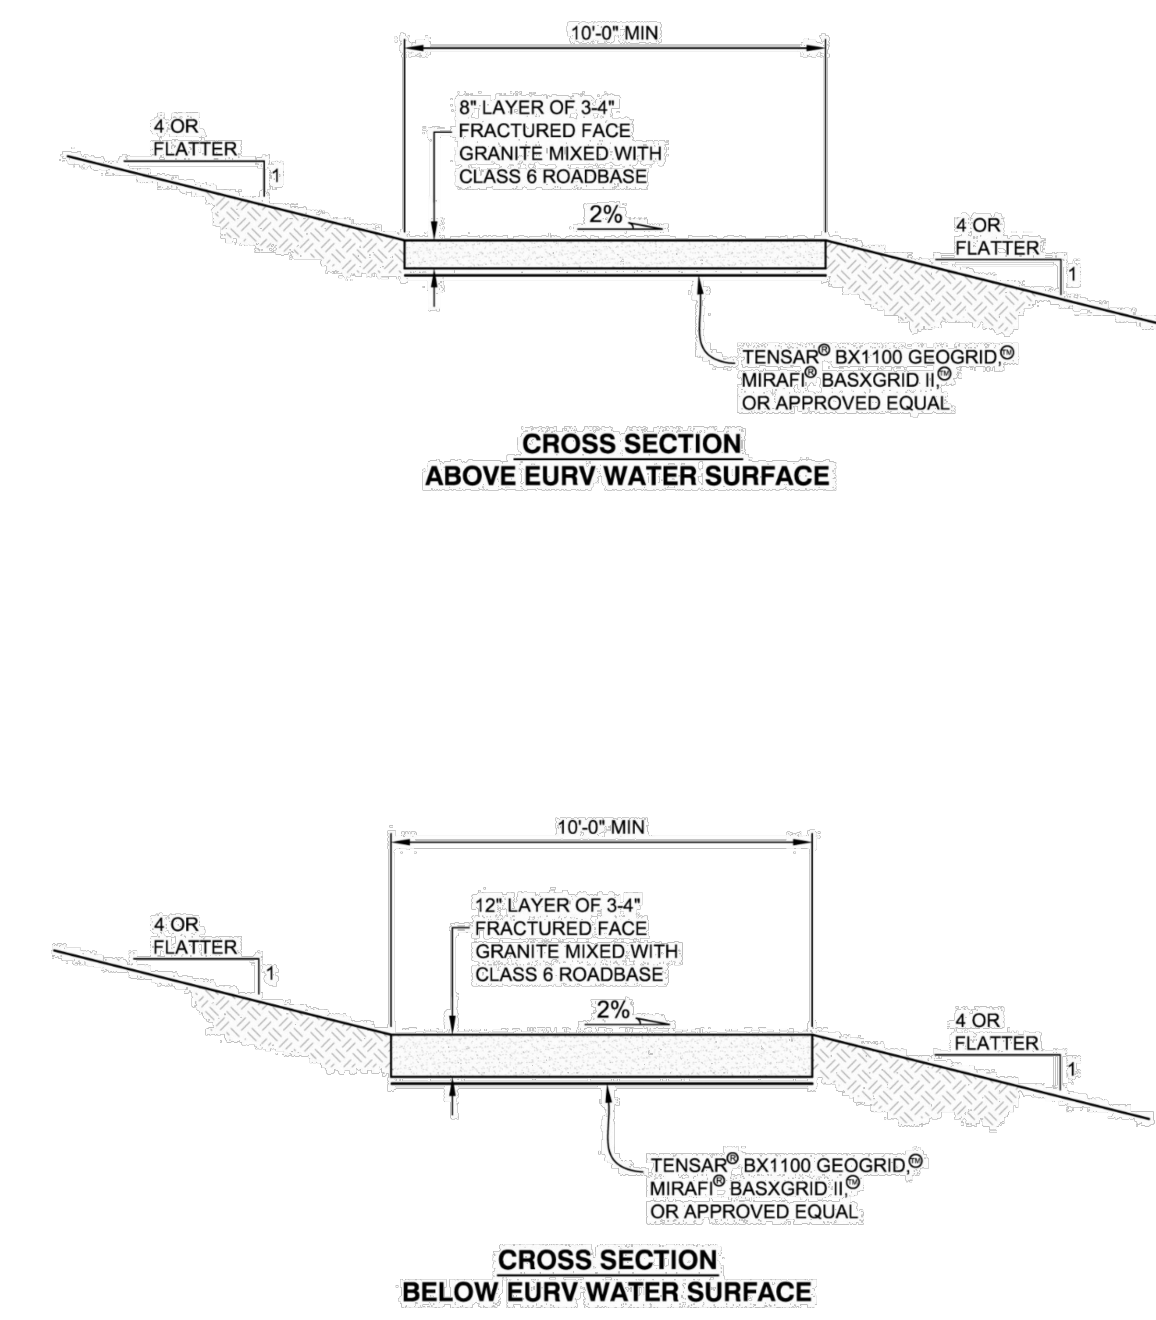 10'-0" MIN
8" LAYER OF 3-4"
FRACTURED FACE
GRANITE MIXED WITH
CLASS 6 ROADBASE
4 OR
FLATTER
1
2%
4 OR
FLATTER
1
TENSAR® BX1100 GEOGRID,™
MIRAFI® BASXGRID II,™
OR APPROVED EQUAL
CROSS SECTION
ABOVE EURV WATER SURFACE
10'-0" MIN
12" LAYER OF 3-4"
FRACTURED FACE
GRANITE MIXED WITH
CLASS 6 ROADBASE
4 OR
FLATTER
1
2%
4 OR
FLATTER
1
TENSAR® BX1100 GEOGRID,™
MIRAFI® BASXGRID II,™
OR APPROVED EQUAL
CROSS SECTION
BELOW EURV WATER SURFACE